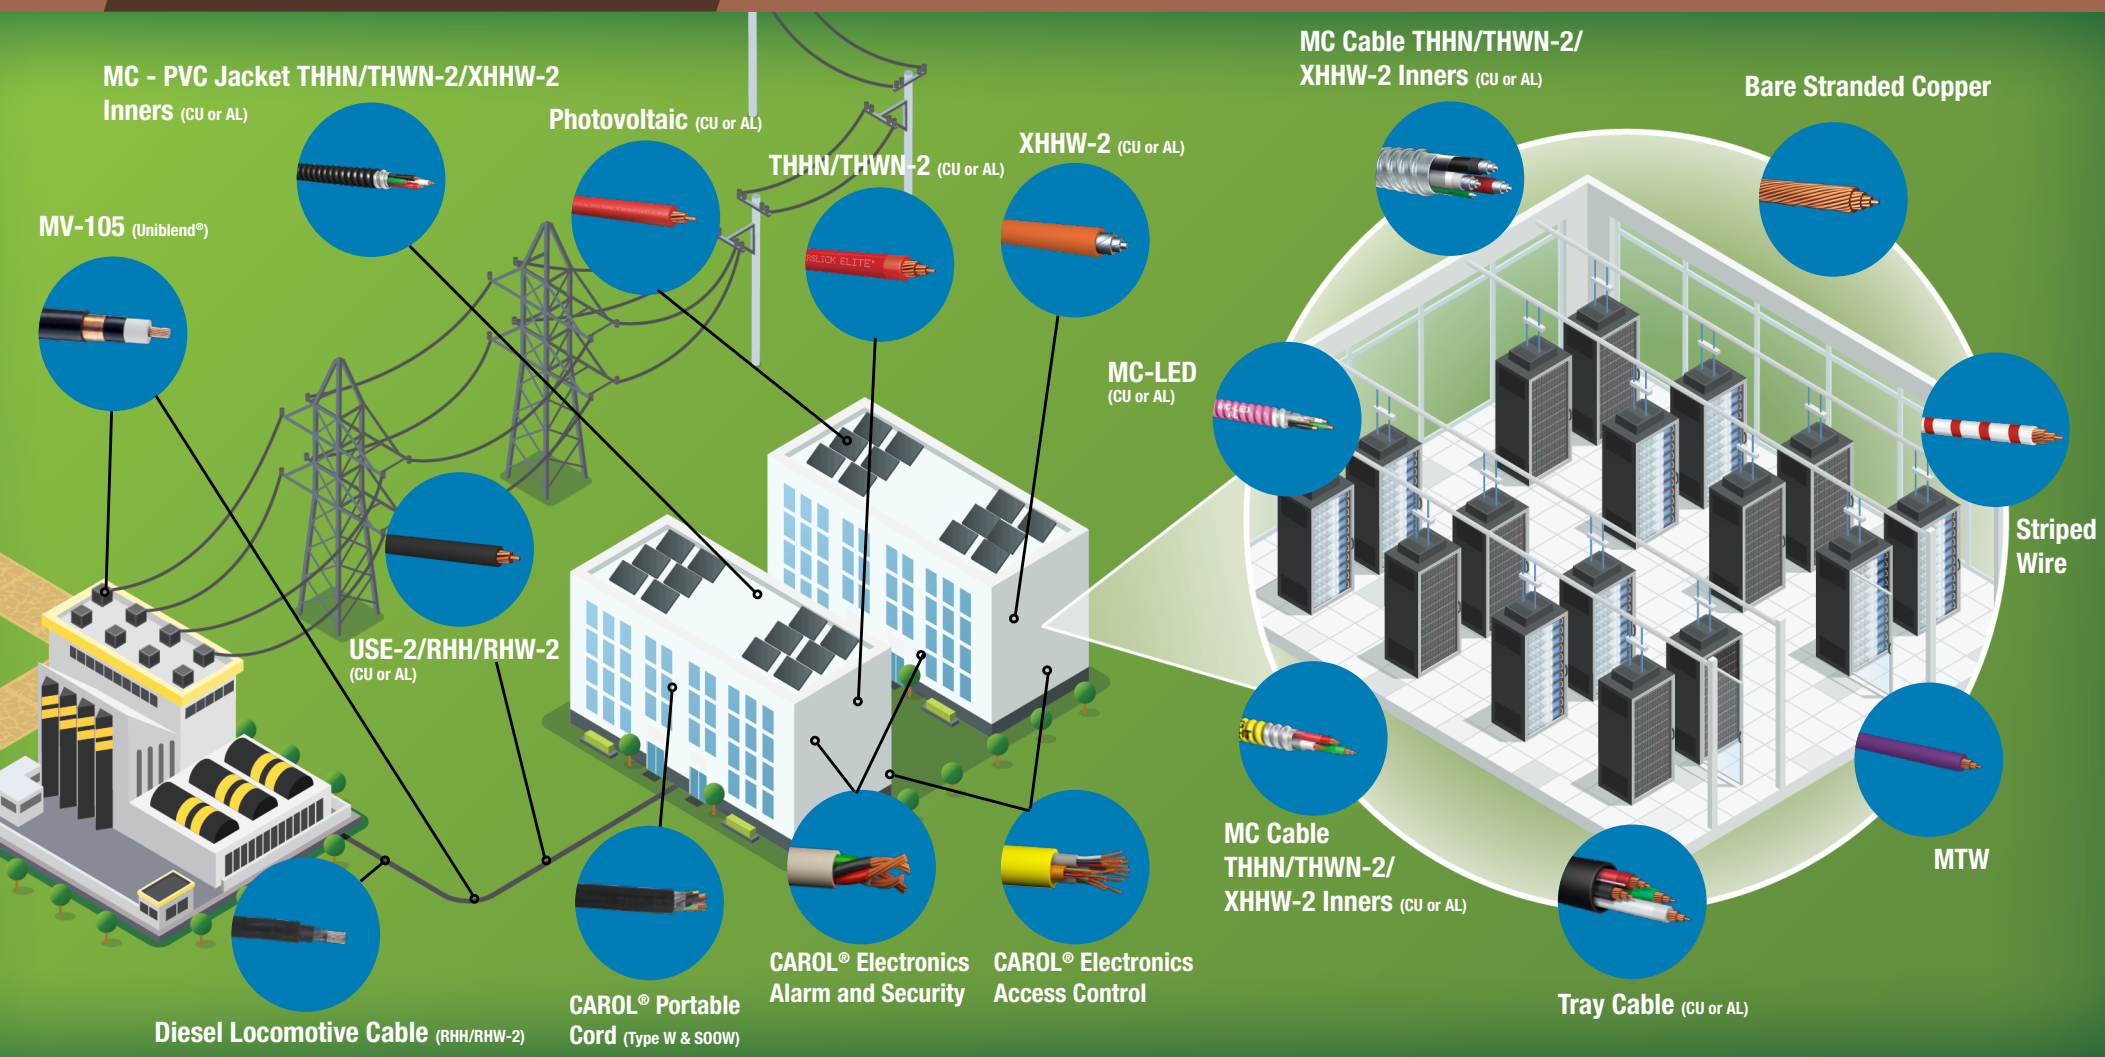 MC - PVC Jacket THHN/THWN-2/XHHW-2
Inners (CU or AL)
Photovoltaic (CU or AL)
THHN/THWN-2 (CU or AL)
XHHW-2 (CU or AL)
MC Cable THHN/THWN-2/
XHHW-2 Inners (CU or AL)
Bare Stranded Copper
MV-105 (Uniblend®)
RSLICK ELITE®
MC-LED
(CU or AL)
MC-LED
Striped
Wire
USE-2/RHH/RHW-2
(CU or AL)
MC Cable
THHN/THWN-2/
XHHW-2 Inners (CU or AL)
MTW
CAROL® Electronics
Alarm and Security
CAROL® Electronics
Access Control
CAROL® Portable
Cord (Type W & SOOW)
Diesel Locomotive Cable (RHH/RHW-2)
Tray Cable (CU or AL)